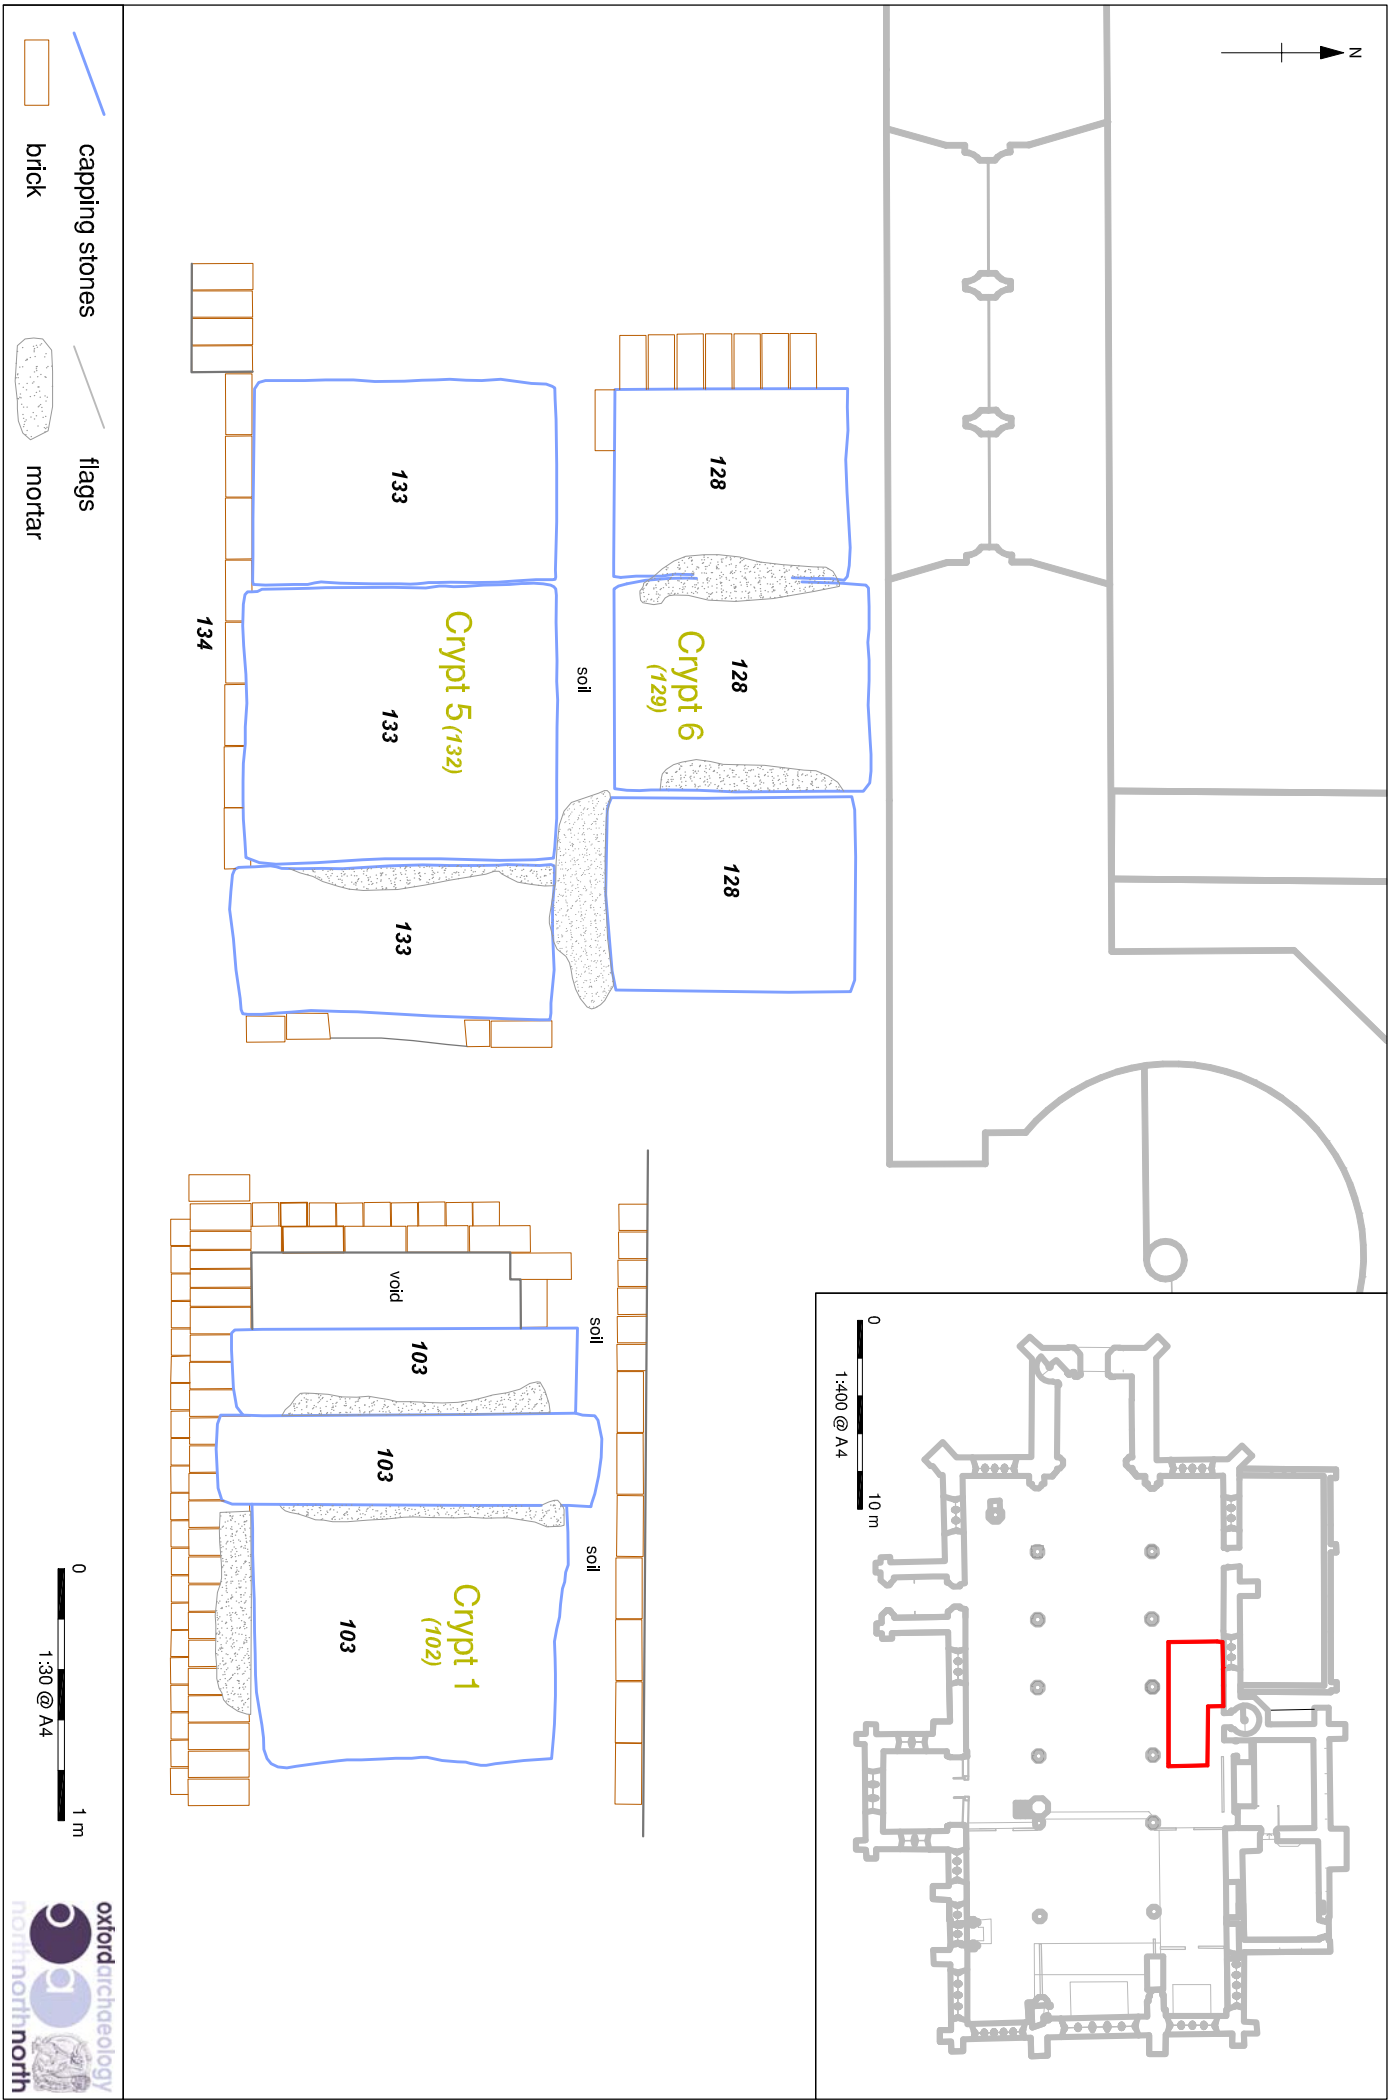 N
128
128
128
Crypt 6
(129)
soil
133
133
133
Crypt 5 (132)
134
void
soil
soil
103
103
103
Crypt 1
(102)
0
10 m
1:400 @ A4
0
1 m
1:30 @ A4
capping stones
flags
brick
mortar
oxfordarchaeology
northnorthnorth